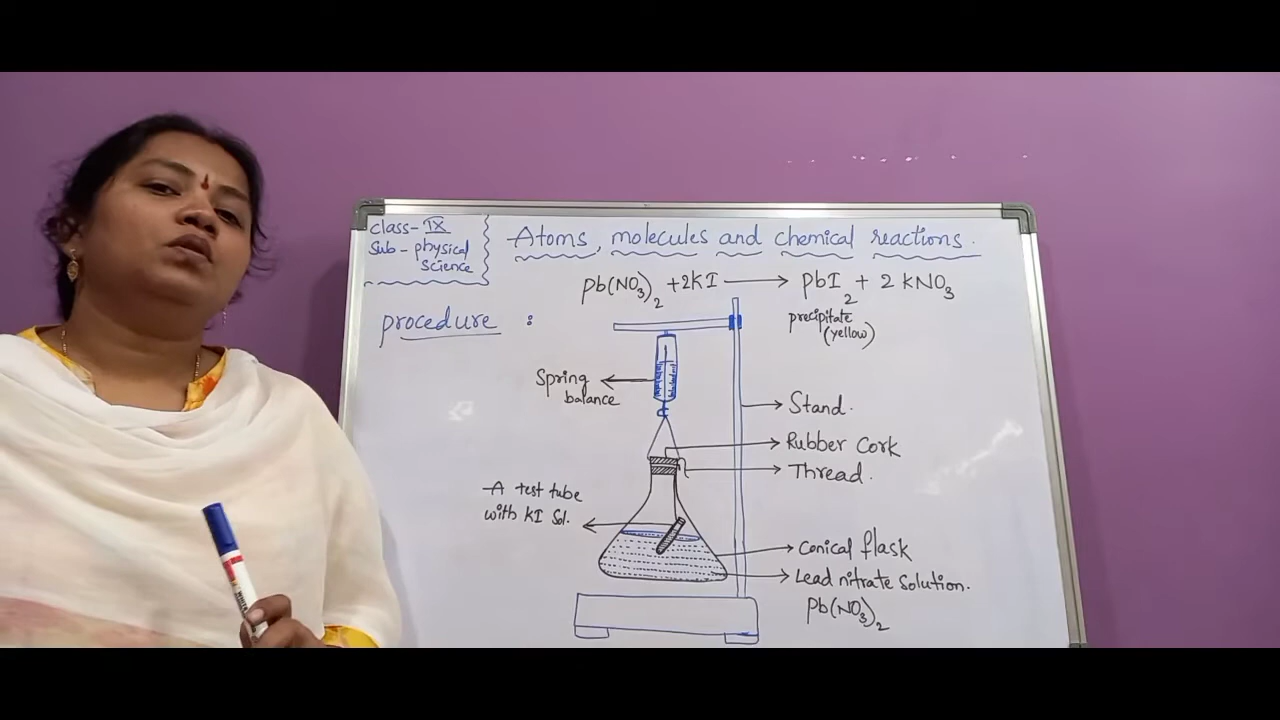 class- IX
Sub - physical
Science
Atoms, molecules and chemical reactions.
pb(NO3)2 +2KI → pbI2 + 2 KNO3
precipitate
(yellow)
procedure :
Spring
balance
Stand.
Rubber Cork
Thread.
A test tube
with KI Sol.
Conical flask
Lead nitrate Solution.
Pb(NO3)2